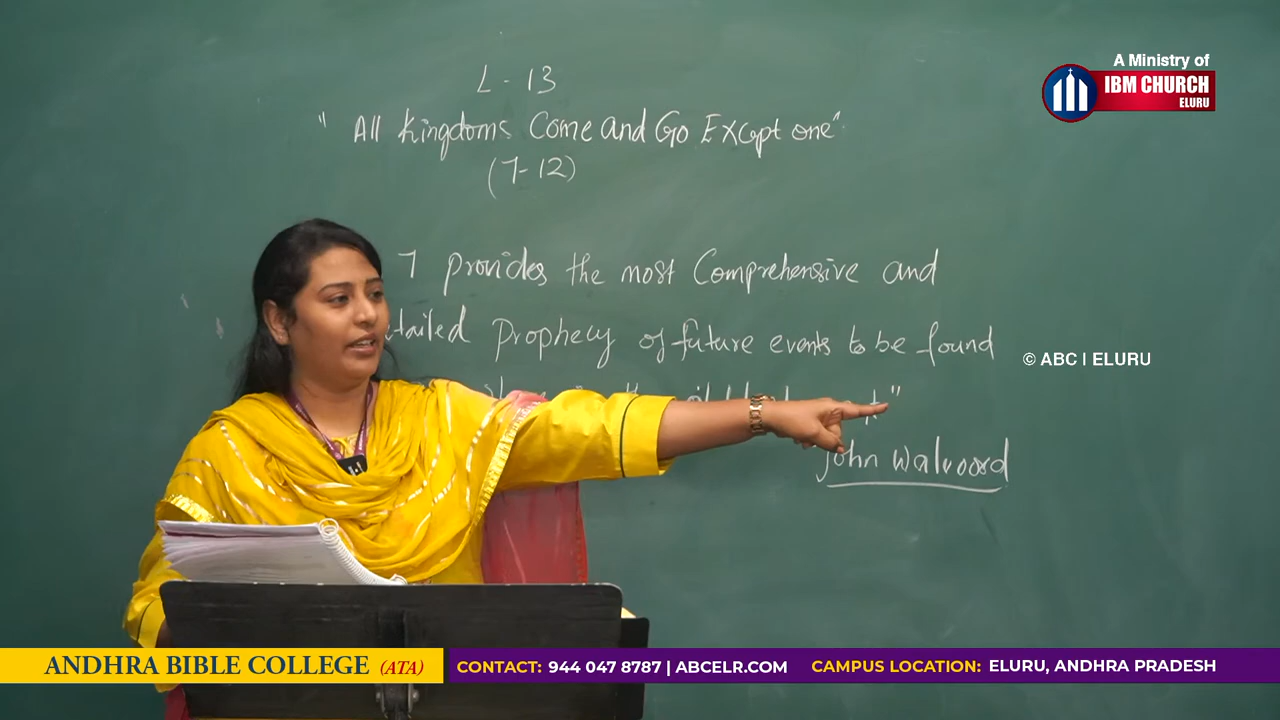 L - 13
" All Kingdoms Come and Go Except one"
(7-12)
7 provides the most Comprehensive and
tailed Prophecy of future events to be found
"
John Walvoord
A Ministry of
IBM CHURCH
ELURU
© ABC | ELURU
ANDHRA BIBLE COLLEGE (ATA)
CONTACT: 944 047 8787 | ABCELR.COM
CAMPUS LOCATION: ELURU, ANDHRA PRADESH